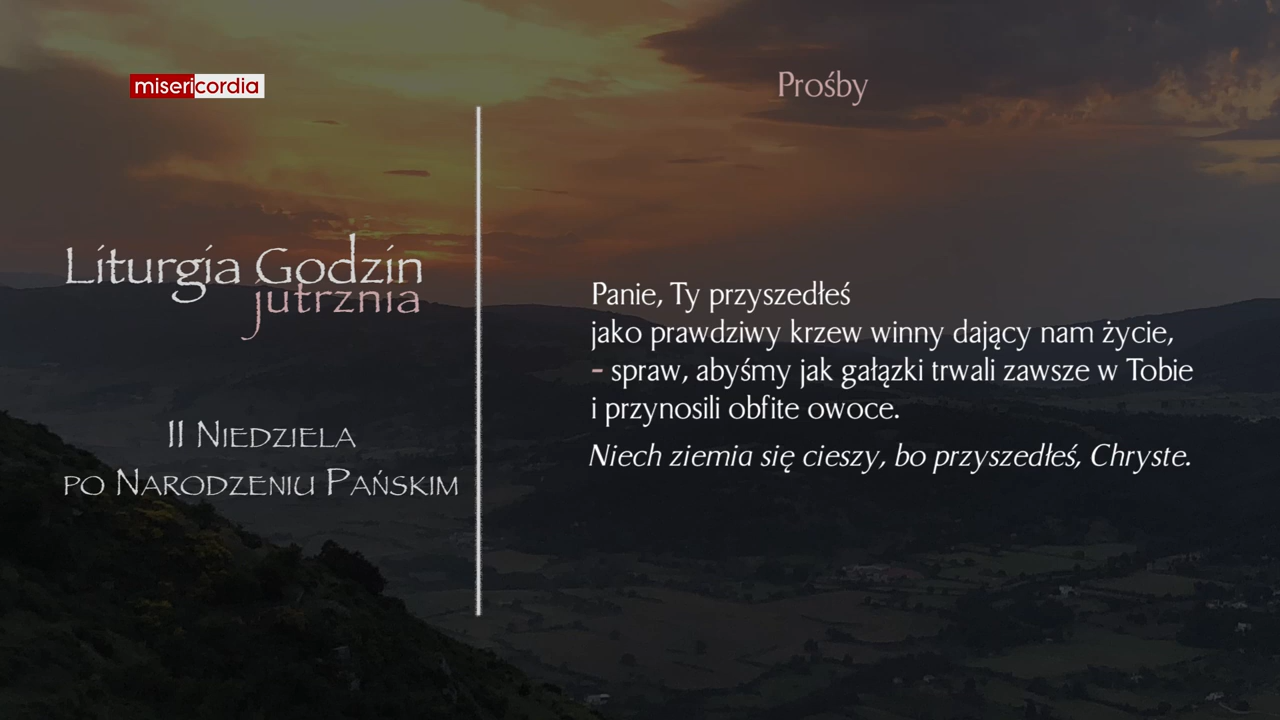 misericordia
Liturgia Godzin
jutrznia
II Niedziela
po Narodzeniu Pańskim
Prośby
Panie, Ty przyszedłeś
jako prawdziwy krzew winny dający nam życie,
- spraw, abyśmy jak gałązki trwali zawsze w Tobie
i przynosili obfite owoce.
Niech ziemia się cieszy, bo przyszedłeś, Chryste.